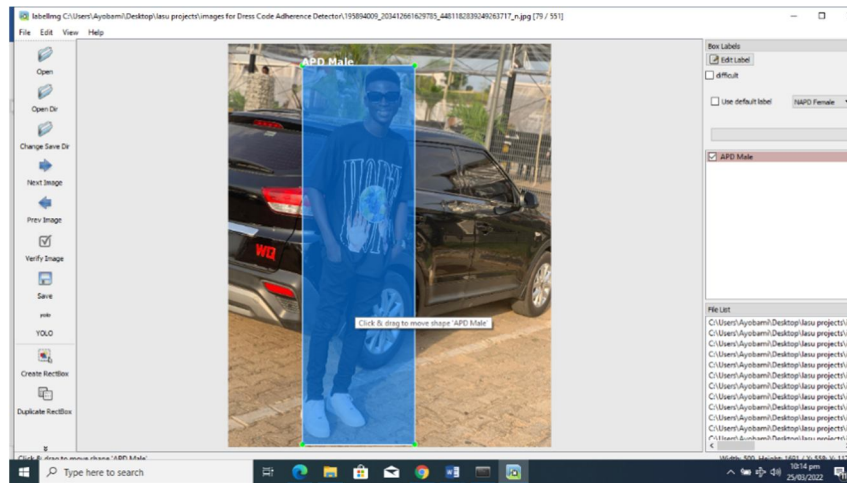 labelImg C:\Users\Ayobami\Desktop\lasu projects\images for Dress Code Adherence Detector\195894009_203412661629785_4481182839249263717_n.jpg [79 / 551]
File Edit View Help
Open
Open Dir
Change Save Dir
Next Image
Prev Image
Verify Image
Save
yolo
YOLO
Create RectBox
Duplicate RectBox
APD Male
WD
Click & drag to move shape 'APD Male'
Box Labels
Edit Label
difficult
Use default label NAPD Female
APD Male
File List
C:\Users\Ayobami\Desktop\lasu projects\i
C:\Users\Ayobami\Desktop\lasu projects\i
C:\Users\Ayobami\Desktop\lasu projects\i
C:\Users\Ayobami\Desktop\lasu projects\i
C:\Users\Ayobami\Desktop\lasu projects\i
C:\Users\Ayobami\Desktop\lasu projects\i
C:\Users\Ayobami\Desktop\lasu projects\i
C:\Users\Ayobami\Desktop\lasu projects\i
C:\Users\Ayobami\Desktop\lasu projects\i
C:\Users\Ayobami\Desktop\lasu projects\i
C:\Users\Ayobami\Desktop\lasu projects\i
Click & drag to move shape 'APD Male'
Type here to search
10:14 pm
25/03/2022